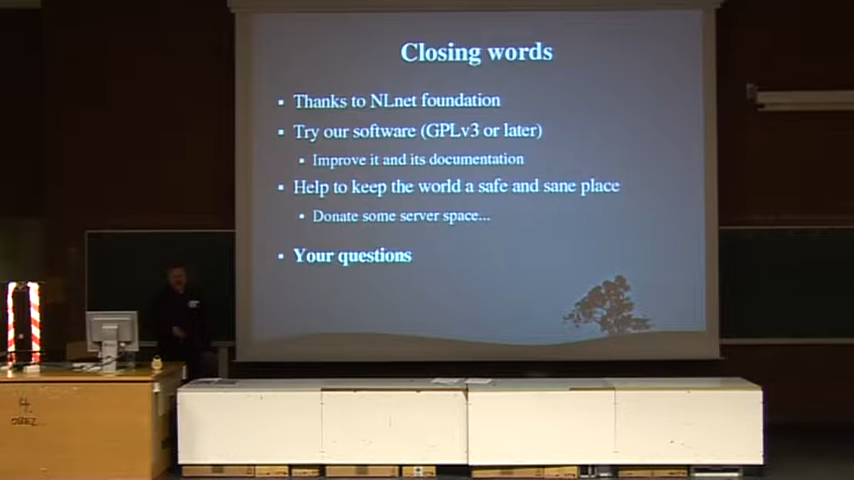 Closing words
Thanks to NLnet foundation
Try our software (GPLv3 or later)
Improve it and its documentation
Help to keep the world a safe and sane place
Donate some server space...
Your questions
4.